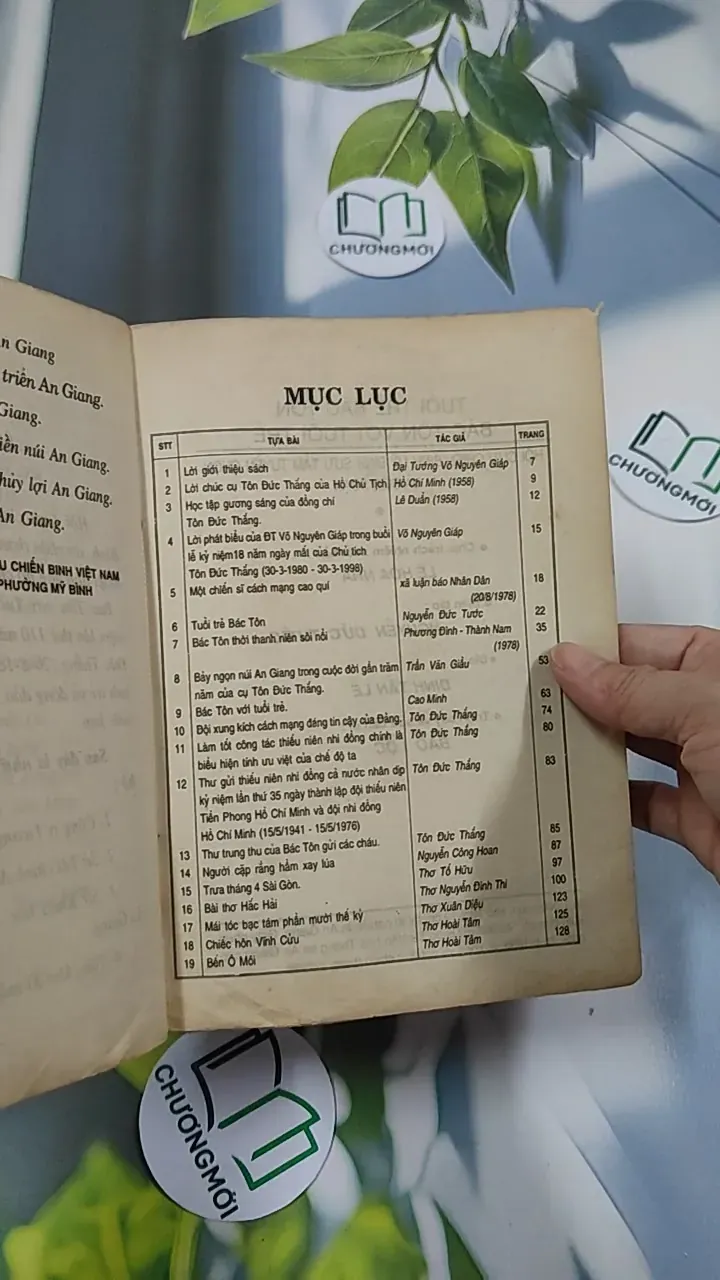 CHƯƠNGMỚI
CHƯƠNGMỚI
n Giang
triển An Giang.
Giang.
iền núi An Giang.
hủy lợi An Giang.
An Giang.
U CHIẾN BINH VIỆT NAM
PHƯỜNG MỸ BÌNH
MỤC LỤC
STT TỰA BÀI TÁC GIẢ TRANG
1 Lời giới thiệu sách Đại Tướng Võ Nguyên Giáp 7
2 Lời chúc cụ Tôn Đức Thắng của Hồ Chủ Tịch Hồ Chí Minh (1958) 9
3 Học tập gương sáng của đồng chí Lê Duẩn (1958) 12
Tôn Đức Thắng.
4 Lời phát biểu của ĐT Võ Nguyên Giáp trong buổi Võ Nguyên Giáp 15
lễ kỷ niệm18 năm ngày mất của Chủ tịch
Tôn Đức Thắng (30-3-1980 - 30-3-1998)
5 Một chiến sĩ cách mạng cao quí xã luận báo Nhân Dân 18
(20/8/1978)
6 Tuổi trẻ Bác Tôn Nguyễn Đức Tước 22
7 Bác Tôn thời thanh niên sôi nổi Phương Đình - Thành Nam 35
(1978)
8 Bảy ngọn núi An Giang trong cuộc đời gần trăm Trần Văn Giầu 53
năm của cụ Tôn Đức Thắng.
9 Bác Tôn với tuổi trẻ. Cao Minh 63
10 Đội xung kích cách mạng đáng tin cậy của Đảng. Tôn Đức Thắng 74
11 Làm tốt công tác thiếu niên nhi đồng chính là Tôn Đức Thắng 80
biểu hiện tính ưu việt của chế độ ta
12 Thư gửi thiếu niên nhi đồng cả nước nhân dịp Tôn Đức Thắng 83
kỷ niệm lần thứ 35 ngày thành lập đội thiếu niên
Tiền Phong Hồ Chí Minh và đội nhi đồng
Hồ Chí Minh (15/5/1941 - 15/5/1976)
13 Thư trung thu của Bác Tôn gửi các cháu. Tôn Đức Thắng 85
14 Người cặp rằng hầm xay lúa Nguyễn Công Hoan 87
15 Trưa tháng 4 Sài Gòn. Thơ Tố Hữu 97
16 Bài thơ Hắc Hải Thơ Nguyễn Đình Thi 100
17 Mái tóc bạc tám phần mười thế kỷ Thơ Xuân Diệu 123
18 Chiếc hôn Vĩnh Cửu Thơ Hoài Tâm 125
19 Bến Ô Môi Thơ Hoài Tâm 128
CHƯƠNGMỚI